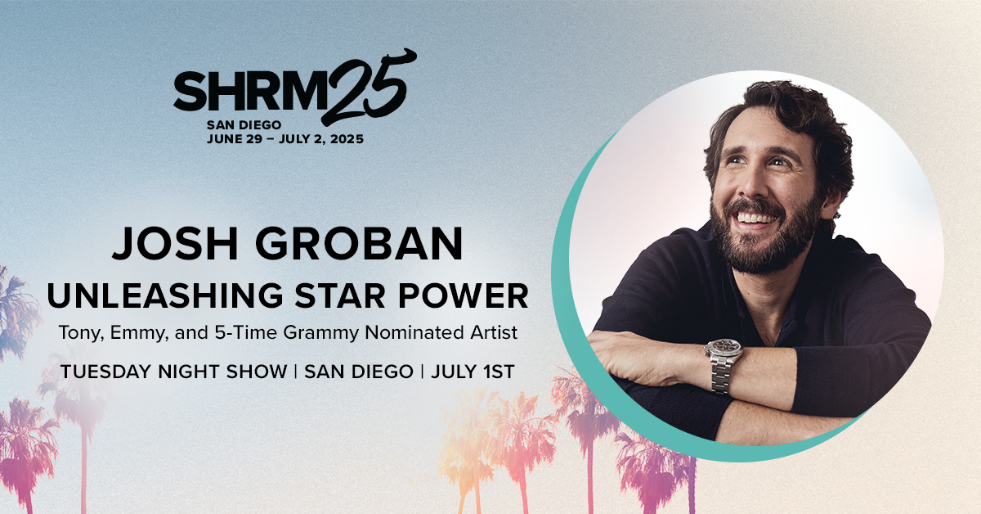 SHRM25
SAN DIEGO
JUNE 29 – JULY 2, 2025
JOSH GROBAN
UNLEASHING STAR POWER
Tony, Emmy, and 5-Time Grammy Nominated Artist
TUESDAY NIGHT SHOW | SAN DIEGO | JULY 1ST